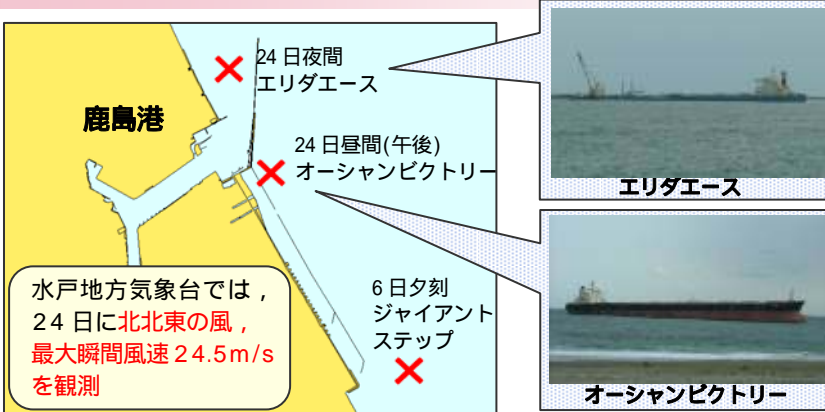 24日夜間
エリダエース
鹿島港
24日昼間(午後)
オーシャンビクトリー
6日夕刻
ジャイアント
ステップ
水戸地方気象台では，
24日に北北東の風，
最大瞬間風速24.5m/s
を観測
エリダエース
オーシャンビクトリー